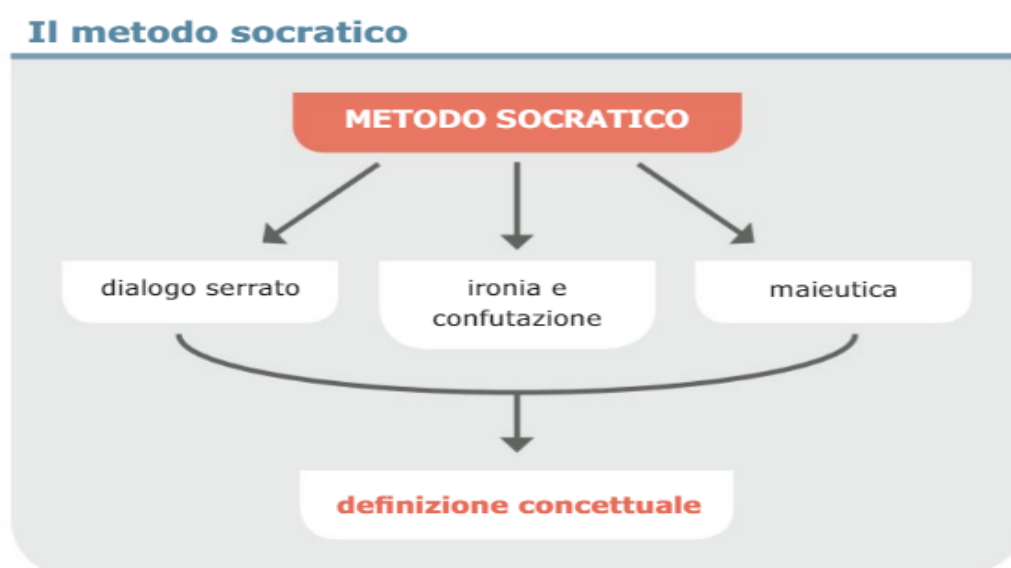 Il metodo socratico
METODO SOCRATICO
dialogo serrato
ironia e
confutazione
maieutica
definizione concettuale